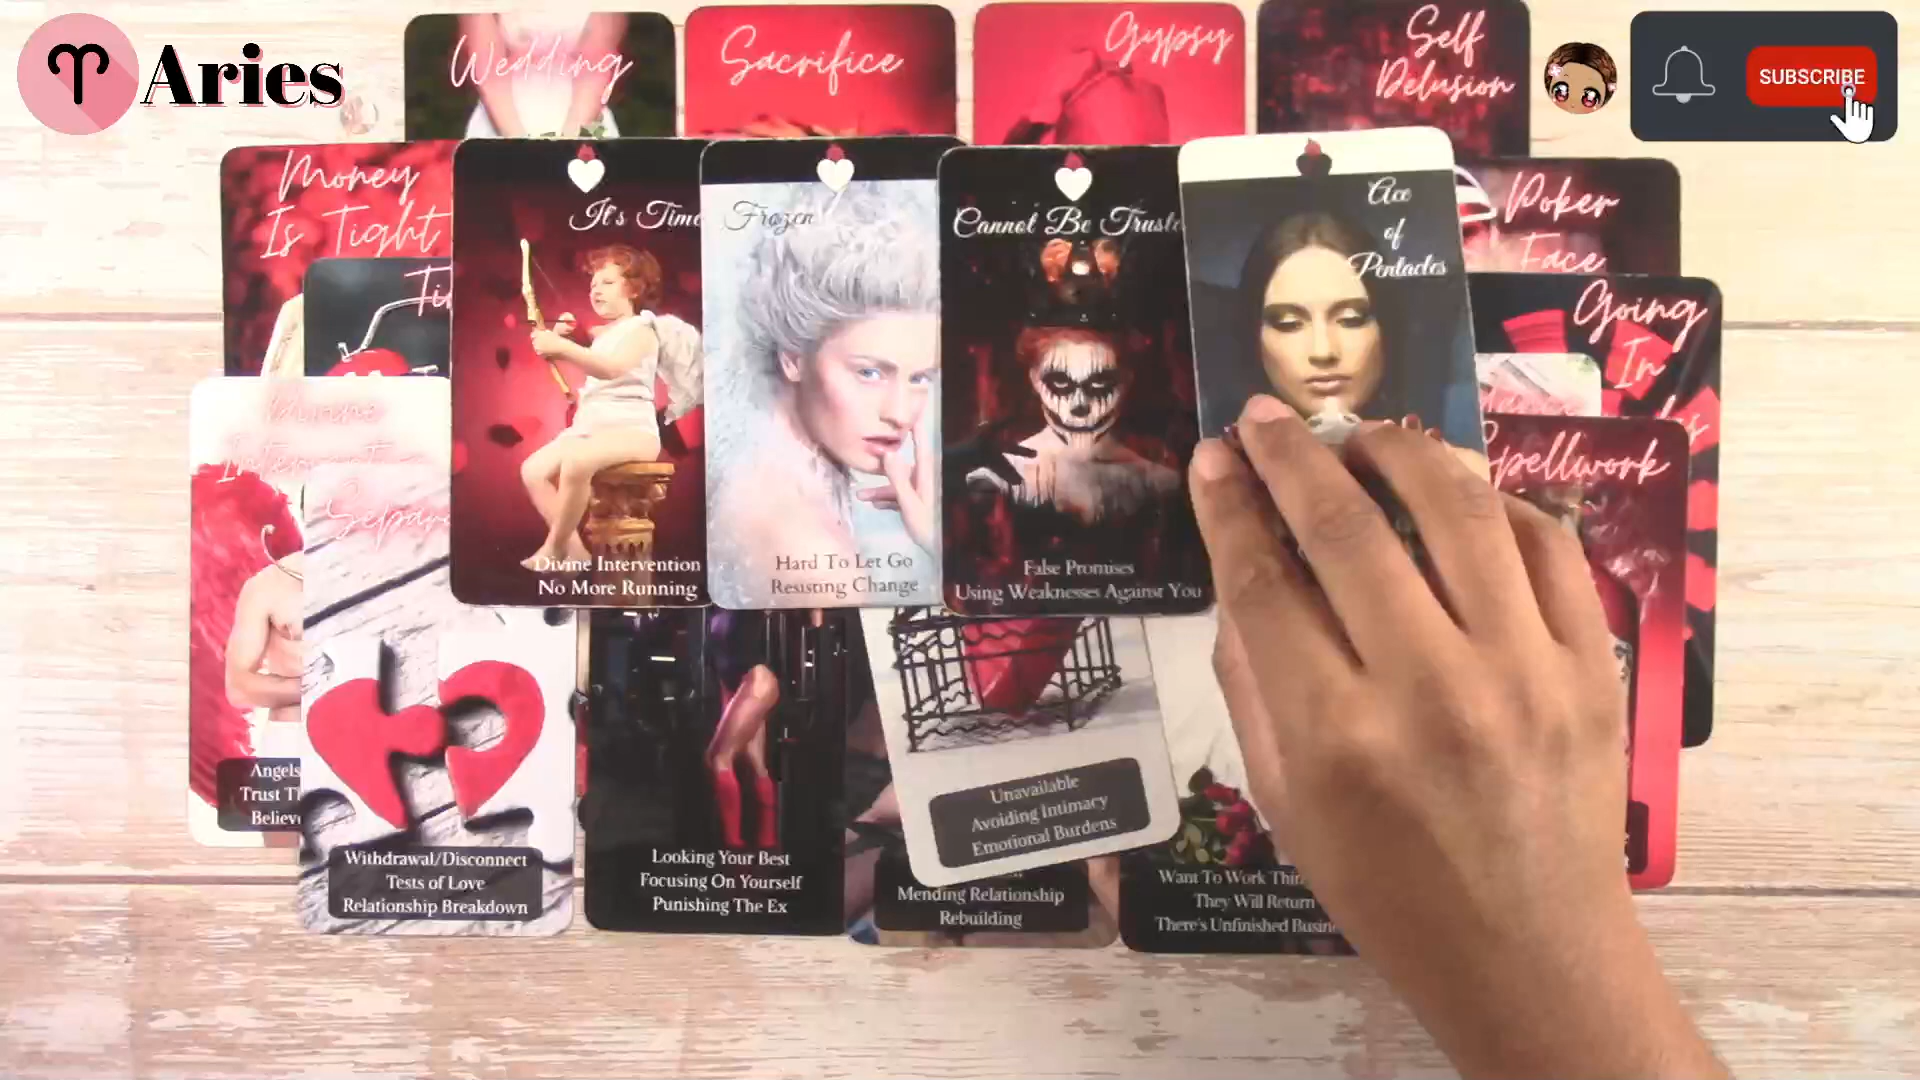 Aries
Wedding
Sacrifice
Gypsy
Self
Delusion
SUBSCRIBE
Money
Is Tight
It's Time
Frozen
Cannot Be
Ace
of
Pentacles
Poker
Face
Going
In
Divine
Spellwork
Divine Intervention
No More Running
Hard To Let Go
Resisting Change
False Promises
Using Weaknesses Against You
Angels
Trust
Withdrawal/Disconnect
Tests of Love
Relationship Breakdown
Looking Your Best
Focusing On Yourself
Punishing The Ex
Unavailable
Avoiding Intimacy
Emotional Burdens
Mending Relationship
Rebuilding
Want To Work
They Will Return
There's Unfinished